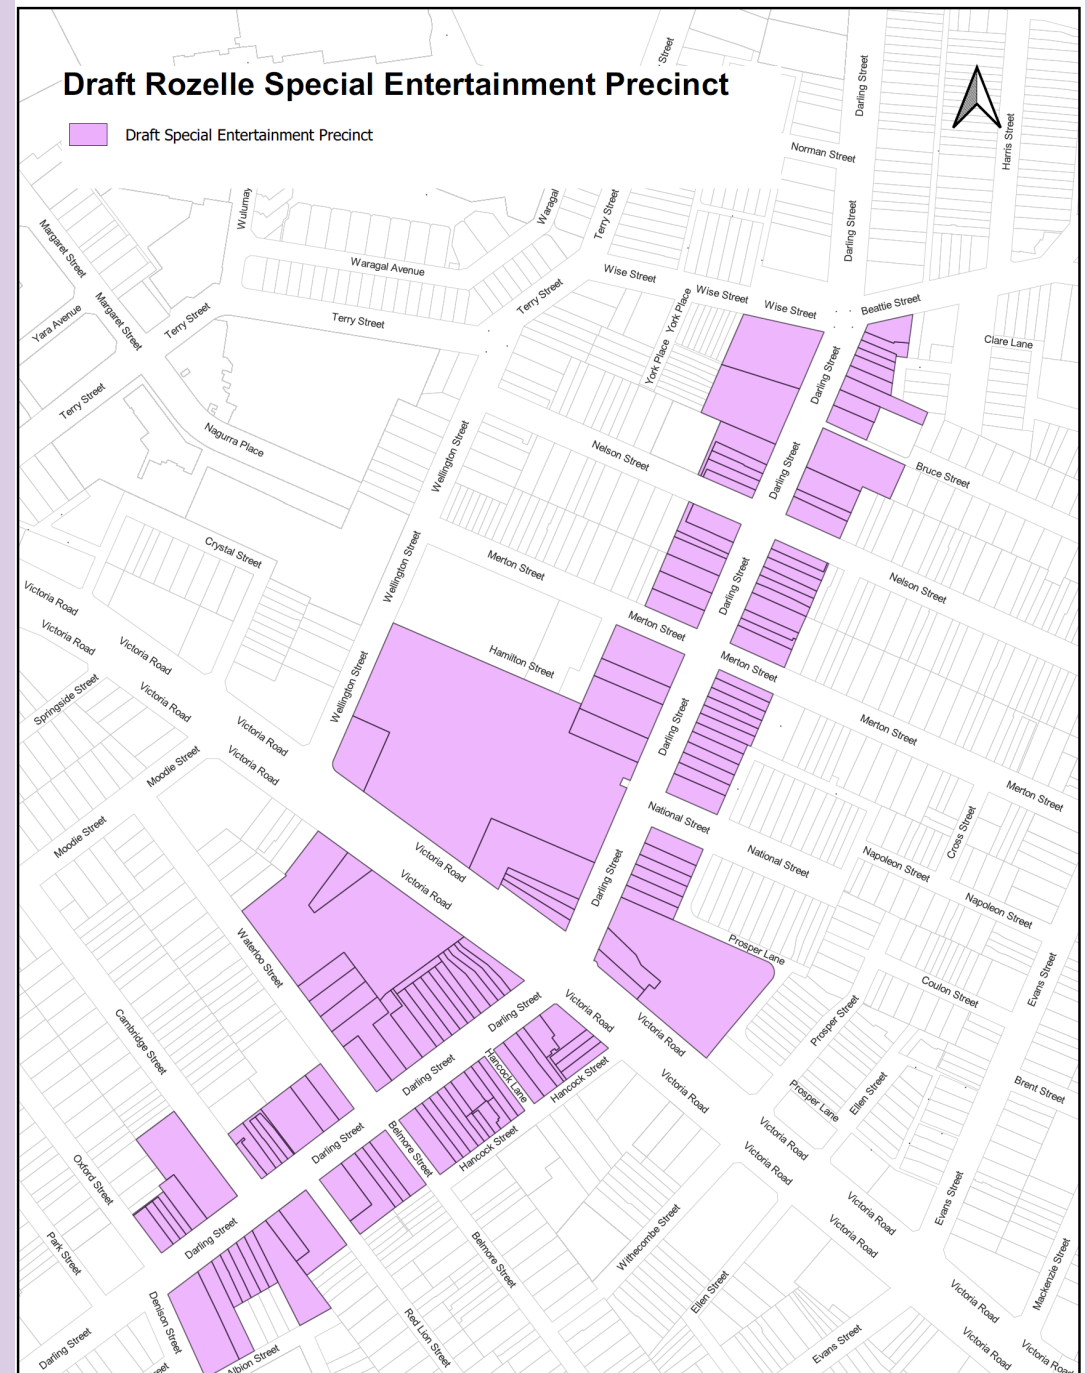 Street
Darling Street
Draft Rozelle Special Entertainment Precinct
Draft Special Entertainment Precinct
Harris Street
Norman Street
Wulumay
Waragal
Terry Street
Darling Street
Margaret Street
Waragal Avenue
Wise Street
Terry Street
Wise Street
Wise Street
Beattie Street
York Place
Margaret Street
Yara Avenue
Terry Street
Terry Street
Clare Lane
York Place
Darling Street
Terry Street
Nagurra Place
Wellington Street
Nelson Street
Darling Street
Bruce Street
Crystal Street
Wellington Street
Merton Street
Darling Street
Nelson Street
Victoria Road
Victoria Road
Victoria Road
Merton Street
Hamilton Street
Merton Street
Wellington Street
Springside Street
Victoria Road
Victoria Road
Darling Street
Merton Street
Moodie Street
Victoria Road
Merton Street
Moodie Street
National Street
Cross Street
Victoria Road
National Street
Napoleon Street
Darling Street
Victoria Road
Napoleon Street
Waterloo Street
Prosper Lane
Evans Street
Coulon Street
Darling Street
Victoria Road
Cambridge Street
Victoria Road
Prosper Street
Hancock Lane
Darling Street
Hancock Street
Victoria Road
Prosper Lane
Ellen Street
Brent Street
Darling Street
Belmore Street
Hancock Street
Victoria Road
Victoria Road
Oxford Street
Evans Street
Victoria Road
Darling Street
Park Street
Belmore Street
Withecombe Street
Victoria Road
Mackenzie Street
Ellen Street
Victoria Road
Denison Street
Red Lion Street
Darling Street
Albion Street
Evans Street
Victoria Road
Victoria Road